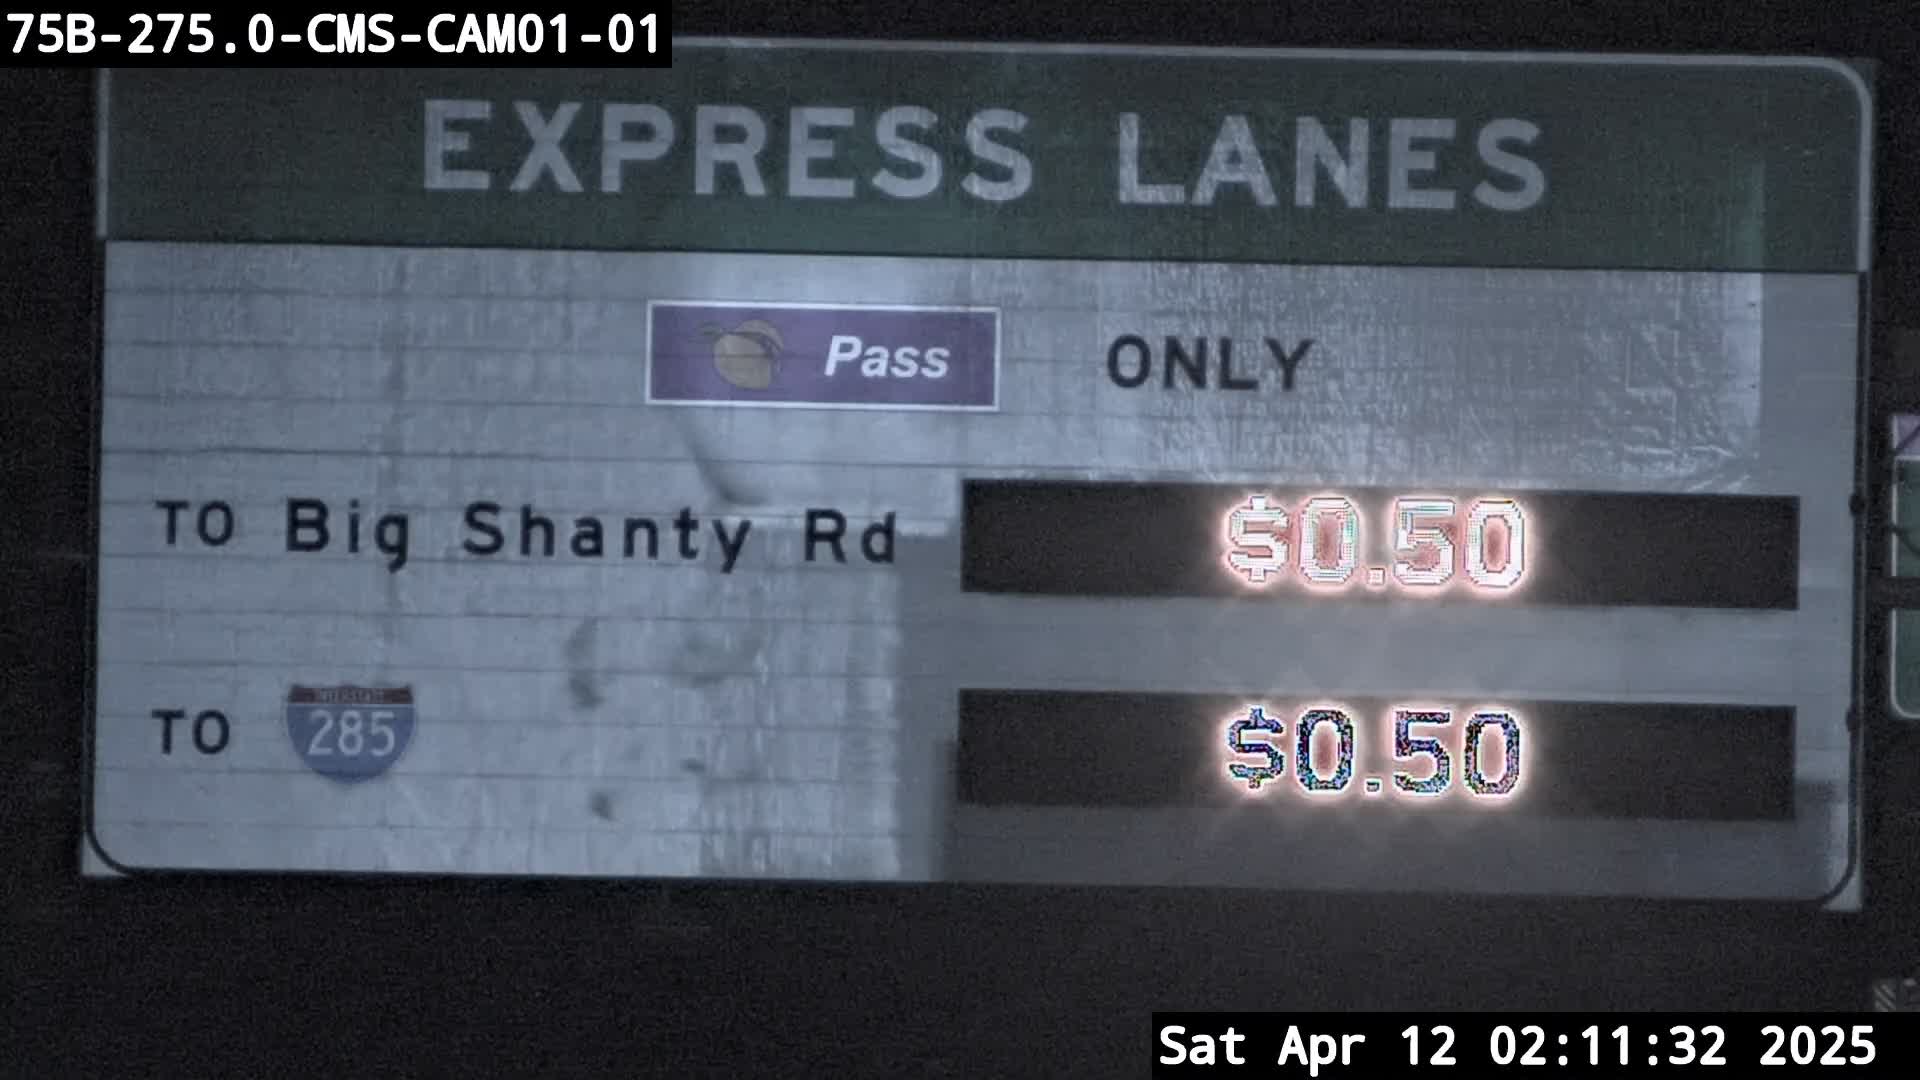 75B-275.0-CMS-CAM01-01
EXPRESS LANES
Pass ONLY
TO Big Shanty Rd $0.50
TO INTERSTATE 285 $0.50
Sat Apr 12 02:11:32 2025